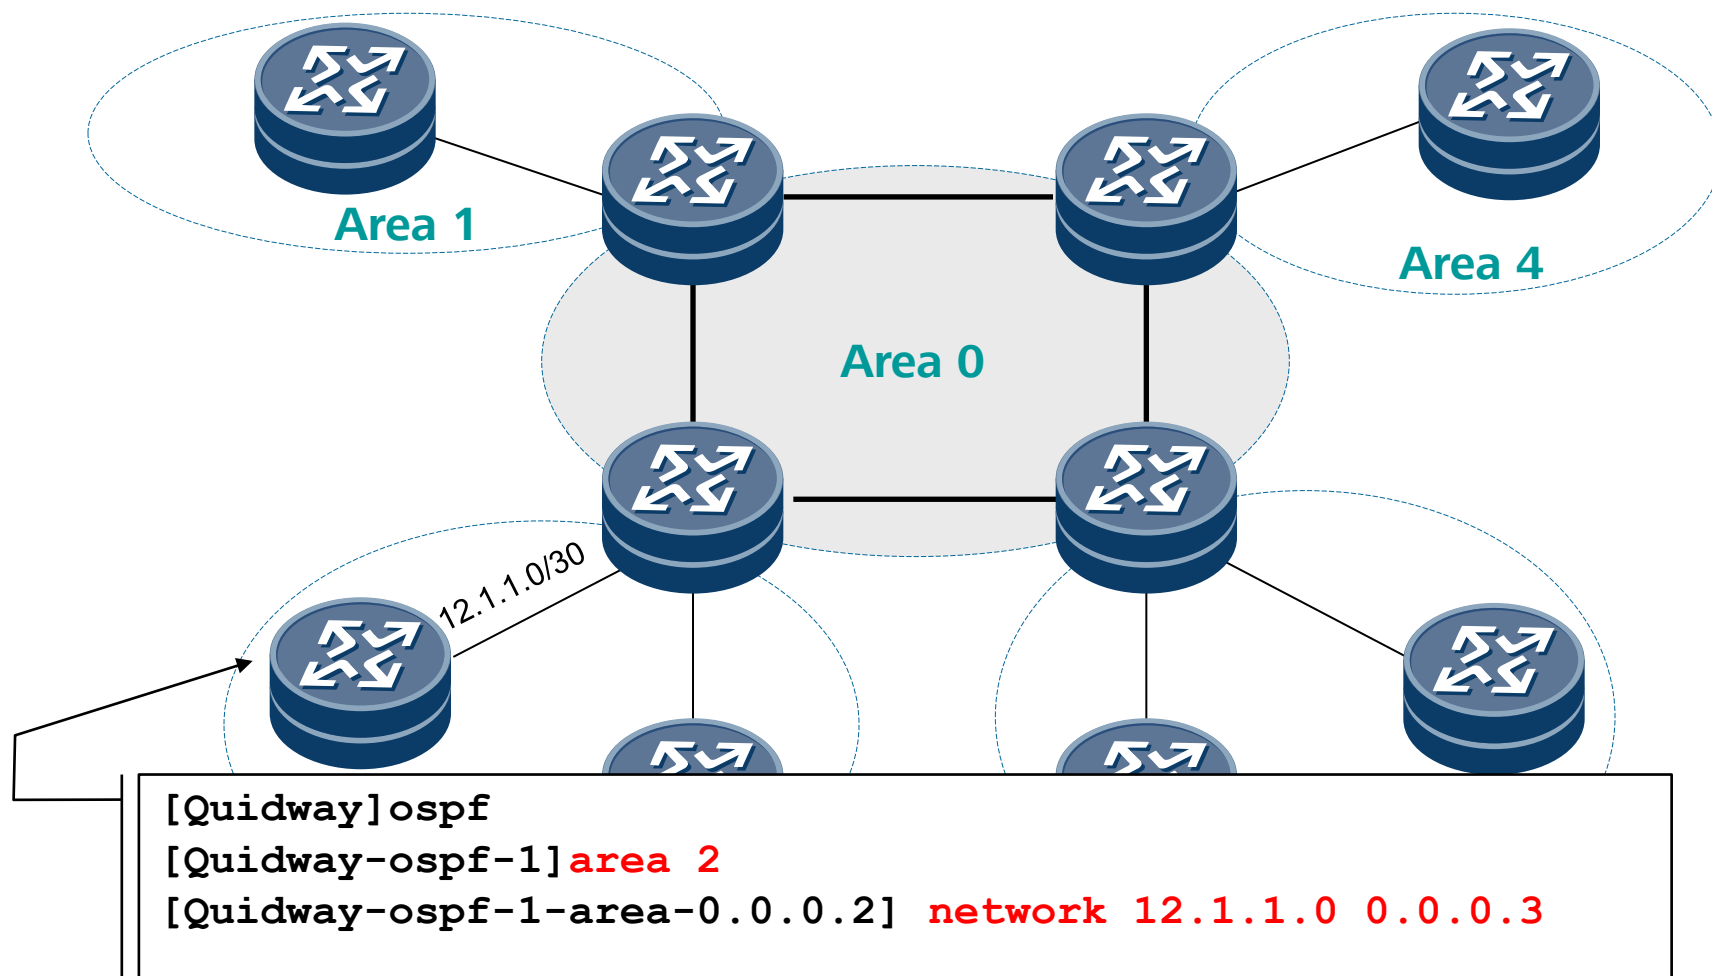 Area 1
Area 4
Area 0
12.1.1.0/30
[Quidway]ospf
[Quidway-ospf-1]area 2
[Quidway-ospf-1-area-0.0.0.2] network 12.1.1.0 0.0.0.3